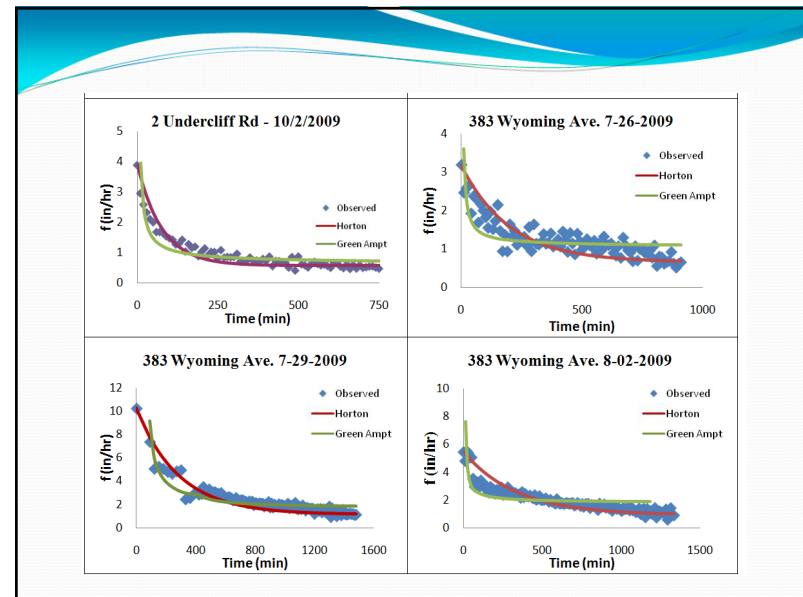 2 Undercliff Rd - 10/2/2009
f (in/hr)
5
4
3
2
1
0
0
250
500
750
Time (min)
Observed
Horton
Green Ampt
383 Wyoming Ave. 7-26-2009
f (in/hr)
4
3
2
1
0
0
500
1000
Time (min)
Observed
Horton
Green Ampt
383 Wyoming Ave. 7-29-2009
f (in/hr)
12
10
8
6
4
2
0
0
400
800
1200
1600
Time (min)
Observed
Horton
Green Ampt
383 Wyoming Ave. 8-02-2009
f (in/hr)
10
8
6
4
2
0
0
500
1000
1500
Time (min)
Observed
Horton
Green Ampt